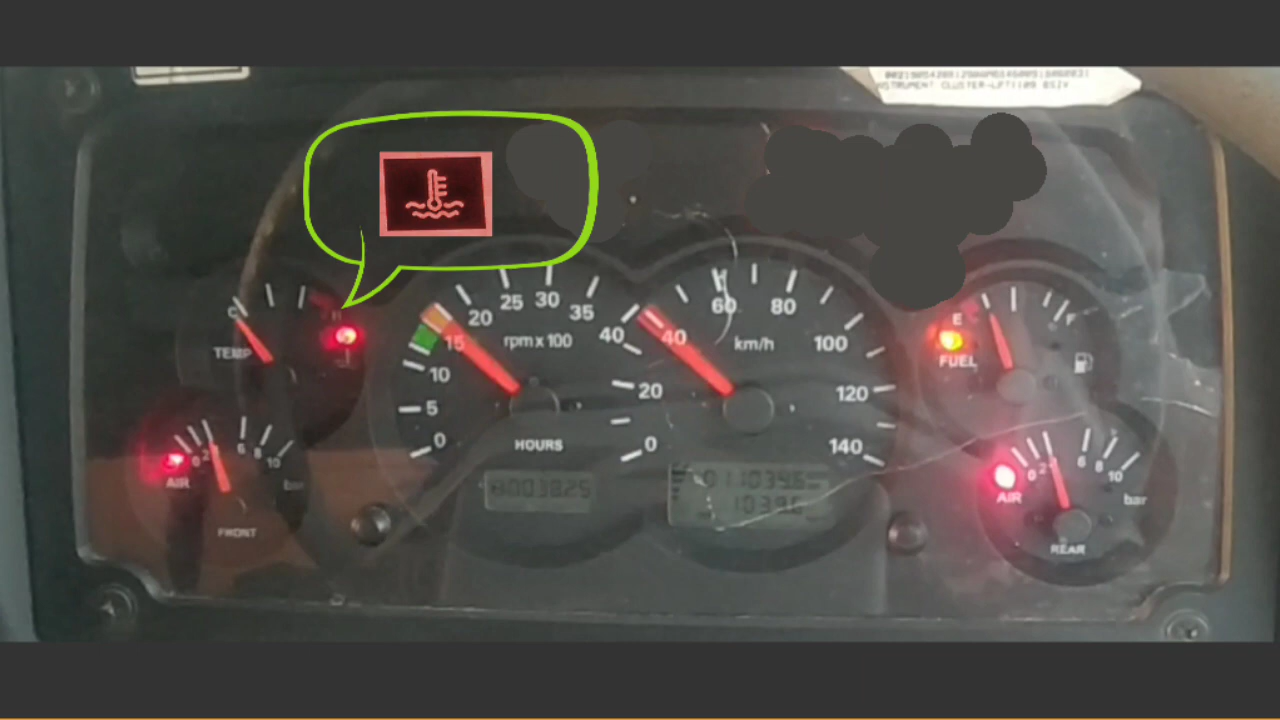 INSTRUMENT CLUSTER-LFT1109 BSIV
20 25 30 35
15 rpm x 100
10
5
0
HOURS
60 80
40 40 km/h 100
20 120
0 140
C H
TEMP
E F
FUEL
0 2 6 8 10
AIR bar
FRONT
0 2 6 8 10
AIR bar
REAR